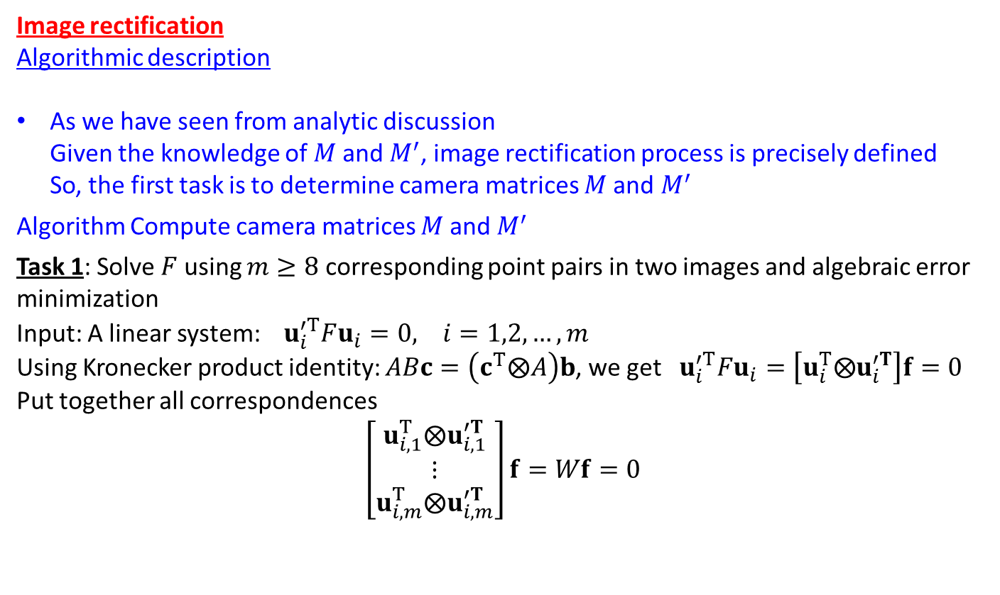 Image rectification
Algorithmic description
• As we have seen from analytic discussion
Given the knowledge of 𝑀 and 𝑀′, image rectification process is precisely defined
So, the first task is to determine camera matrices 𝑀 and 𝑀′
Algorithm Compute camera matrices 𝑀 and 𝑀′
Task 1: Solve 𝐹 using 𝑚 ≥ 8 corresponding point pairs in two images and algebraic error
minimization
Input: A linear system: $\mathbf{u}_i'^{\mathrm{T}} F \mathbf{u}_i = 0, \quad i = 1,2,\ldots,m$
Using Kronecker product identity: $AB\mathbf{c} = (\mathbf{c}^{\mathrm{T}} \otimes A)\mathbf{b}$, we get $\mathbf{u}_i'^{\mathrm{T}} F \mathbf{u}_i = [\mathbf{u}_i^{\mathrm{T}} \otimes \mathbf{u}_i'^{\mathbf{T}}]\mathbf{f} = 0$
Put together all correspondences
$\begin{bmatrix} \mathbf{u}_{i,1}^{\mathrm{T}} \otimes \mathbf{u}_{i,1}'^{\mathbf{T}} \\ \vdots \\ \mathbf{u}_{i,m}^{\mathrm{T}} \otimes \mathbf{u}_{i,m}'^{\mathbf{T}} \end{bmatrix} \mathbf{f} = W\mathbf{f} = 0$